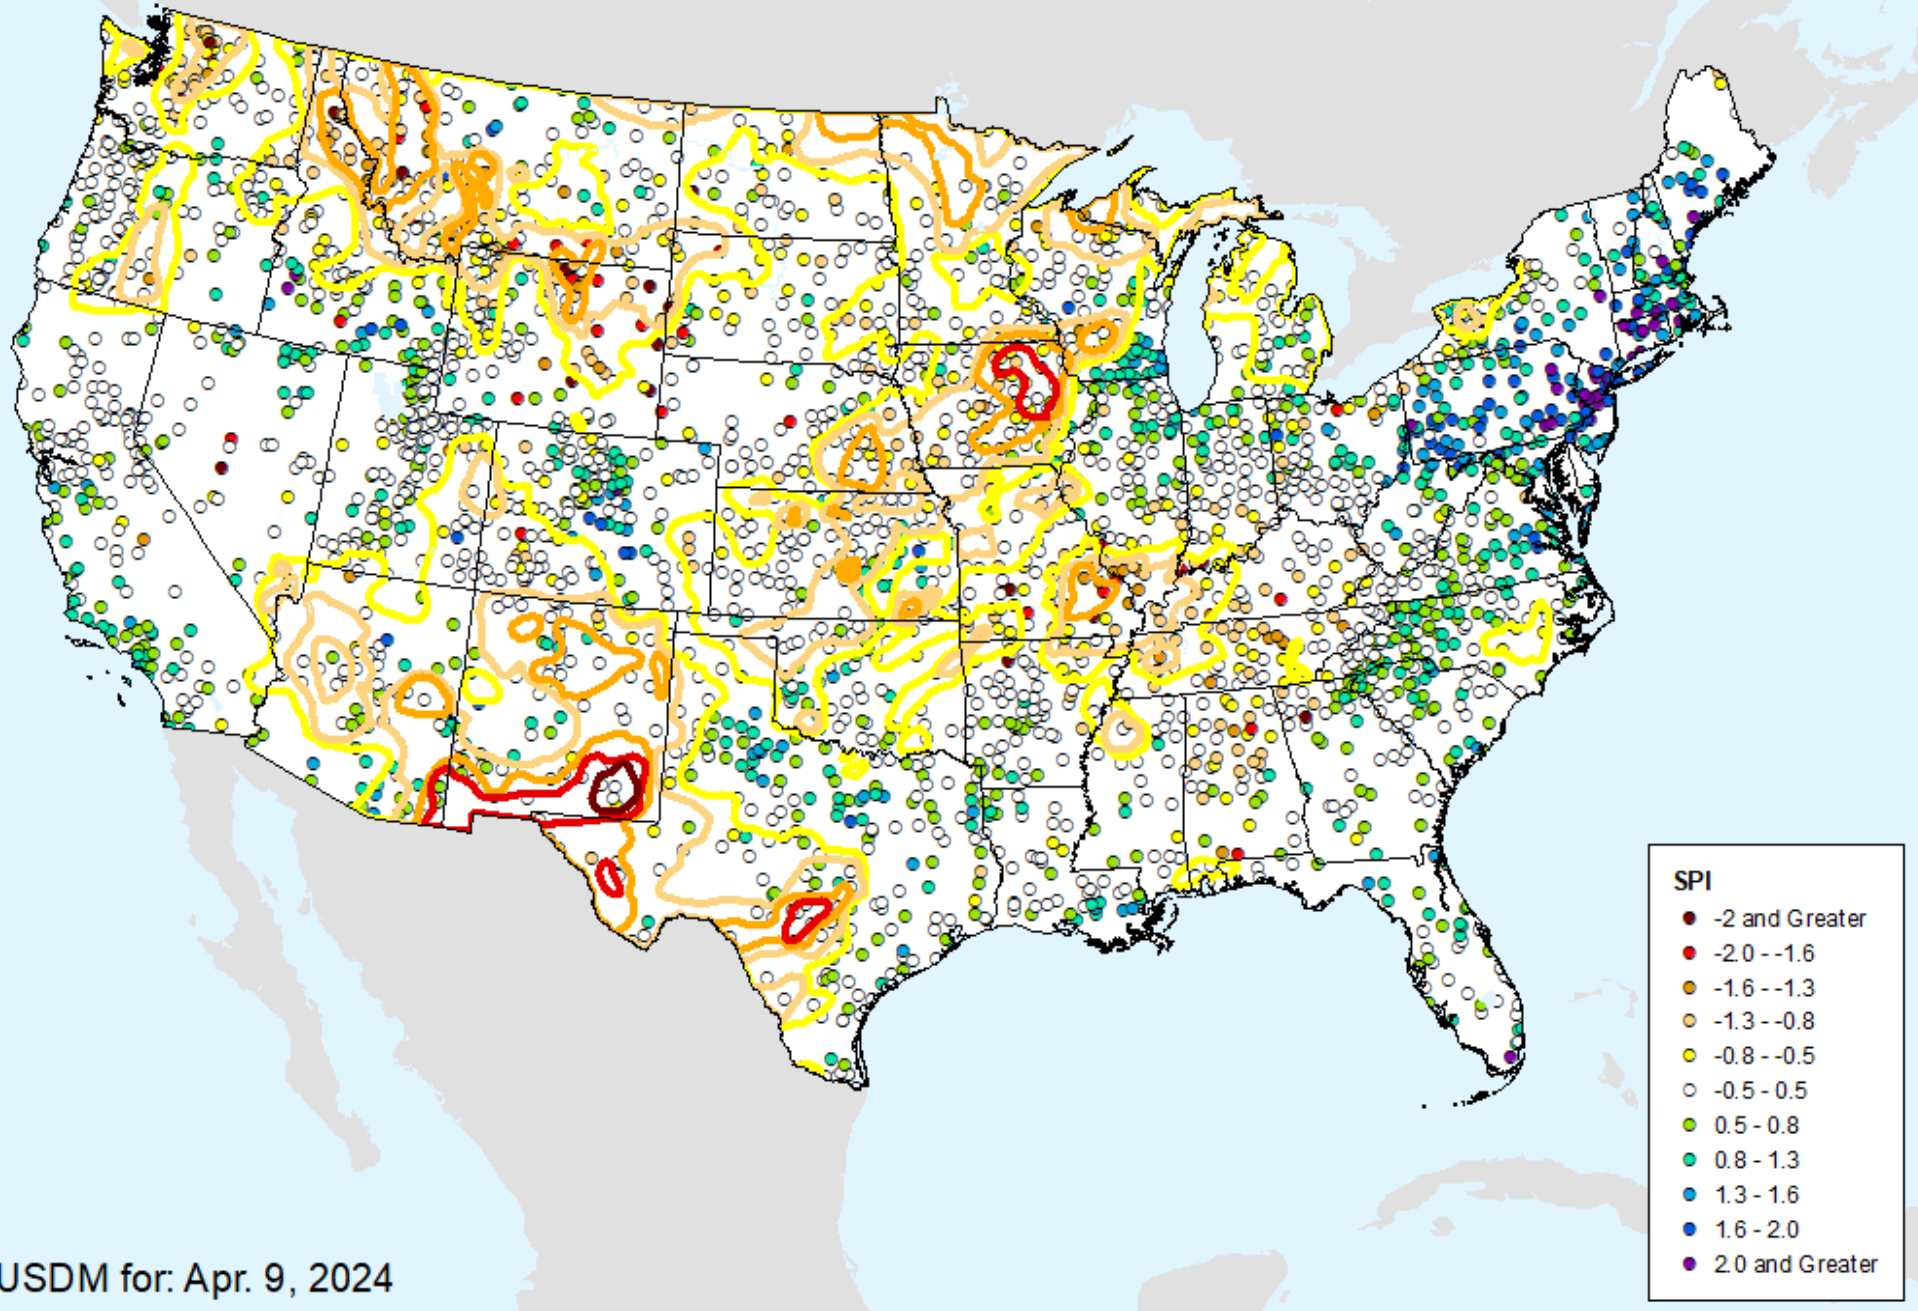 SPI
-2 and Greater
-2.0 - -1.6
-1.6 - -1.3
-1.3 - -0.8
-0.8 - -0.5
-0.5 - 0.5
0.5 - 0.8
0.8 - 1.3
1.3 - 1.6
1.6 - 2.0
2.0 and Greater
USDM for: Apr. 9, 2024